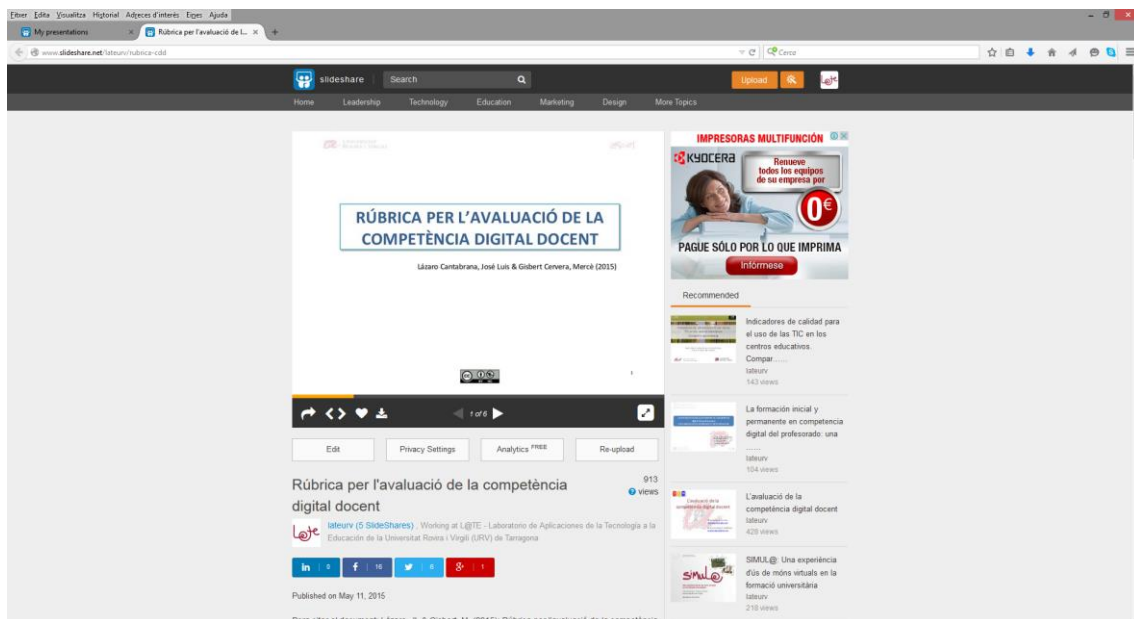 Fitxer Edita Visualitza Historial Adreces d'interès Eines Ajuda
My presentations
Rúbrica per l'avaluació de l...
www.slideshare.net/lateurv/rubrica-cdd
Cerca
slideshare
Search
Upload
Home Leadership Technology Education Marketing Design More Topics
RÚBRICA PER L'AVALUACIÓ DE LA
COMPETÈNCIA DIGITAL DOCENT
Lázaro Cantabrana, José Luis & Gisbert Cervera, Mercè (2015)
1
1 of 6
Edit
Privacy Settings
Analytics FREE
Re-upload
Rúbrica per l'avaluació de la competència
digital docent
913
views
L@te
lateurv (5 SlideShares) , Working at L@TE - Laboratorio de Aplicaciones de la Tecnología a la
Educación de la Universitat Rovira i Virgili (URV) de Tarragona
in 0
f 16
6
g+ 1
Published on May 11, 2015
IMPRESORAS MULTIFUNCIÓN
KYOCERA
Renueve
todos los equipos
de su empresa por
0€
PAGUE SÓLO POR LO QUE IMPRIMA
Infórmese
Recommended
Indicadores de calidad para
el uso de las TIC en los
centros educativos.
Compar......
lateurv
143 views
La formación inicial y
permanente en competencia
digital del profesorado: una
......
lateurv
104 views
L'avaluació de la
competència digital docent
lateurv
428 views
simul@
SIMUL@: Una experiència
d'ús de móns virtuals en la
formació universitària
lateurv
218 views